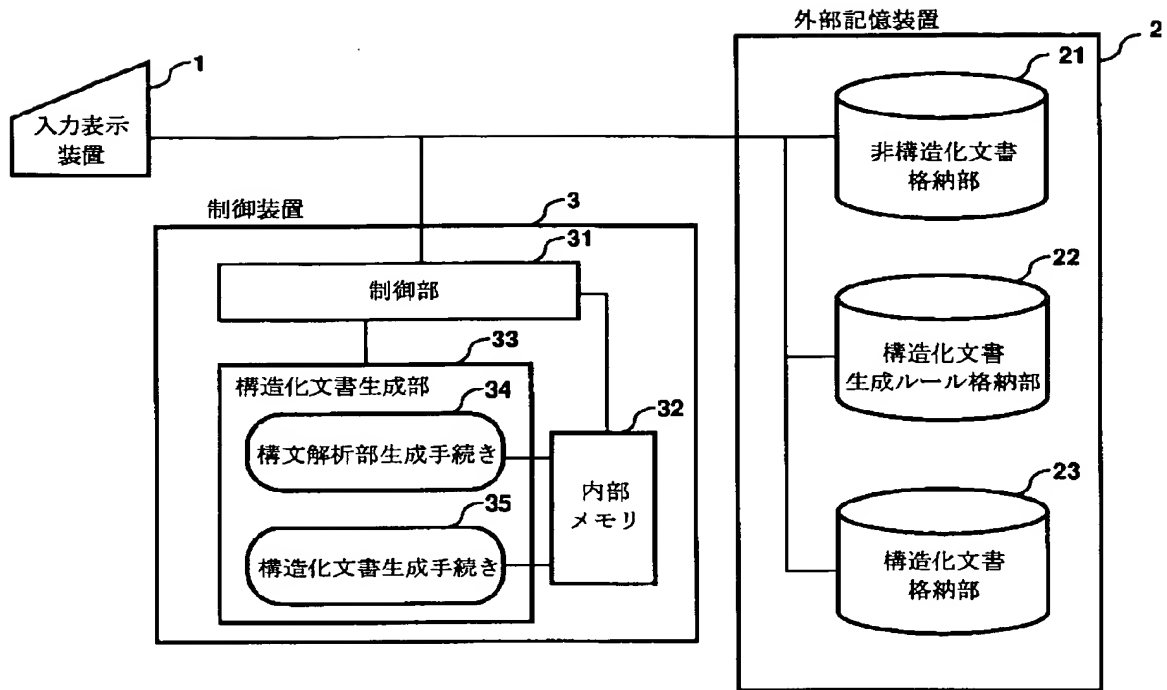 外部記憶装置
2
1
入力表示
装置
21
非構造化文書
格納部
制御装置
3
31
制御部
22
構造化文書
生成ルール格納部
33
構造化文書生成部
34
構文解析部生成手続き
32
内部
メモリ
35
構造化文書生成手続き
23
構造化文書
格納部